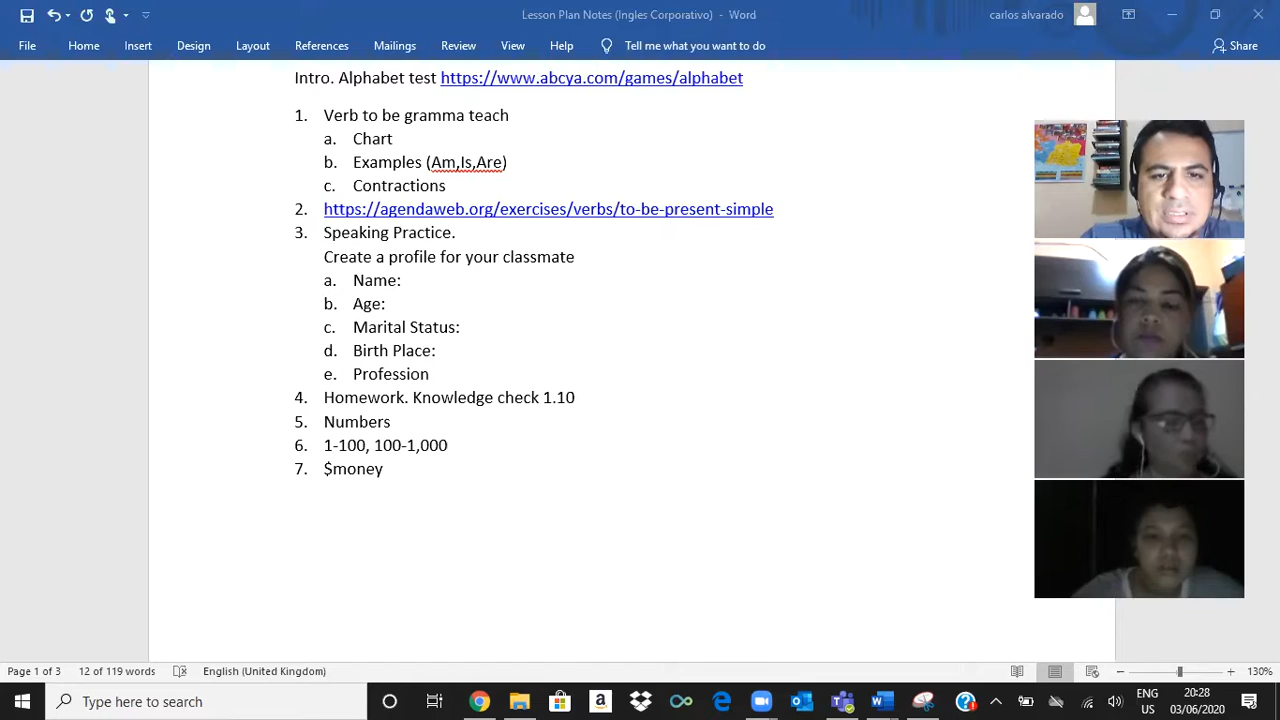 Lesson Plan Notes (Ingles Corporativo) - Word
carlos alvarado
File Home Insert Design Layout References Mailings Review View Help Tell me what you want to do Share
Intro. Alphabet test https://www.abcya.com/games/alphabet
1. Verb to be gramma teach
a. Chart
b. Examples (Am,Is,Are)
c. Contractions
2. https://agendaweb.org/exercises/verbs/to-be-present-simple
3. Speaking Practice.
Create a profile for your classmate
a. Name:
b. Age:
c. Marital Status:
d. Birth Place:
e. Profession
4. Homework. Knowledge check 1.10
5. Numbers
6. 1-100, 100-1,000
7. $money
Page 1 of 3 12 of 119 words English (United Kingdom) 130%
Type here to search
ENG 20:28
US 03/06/2020